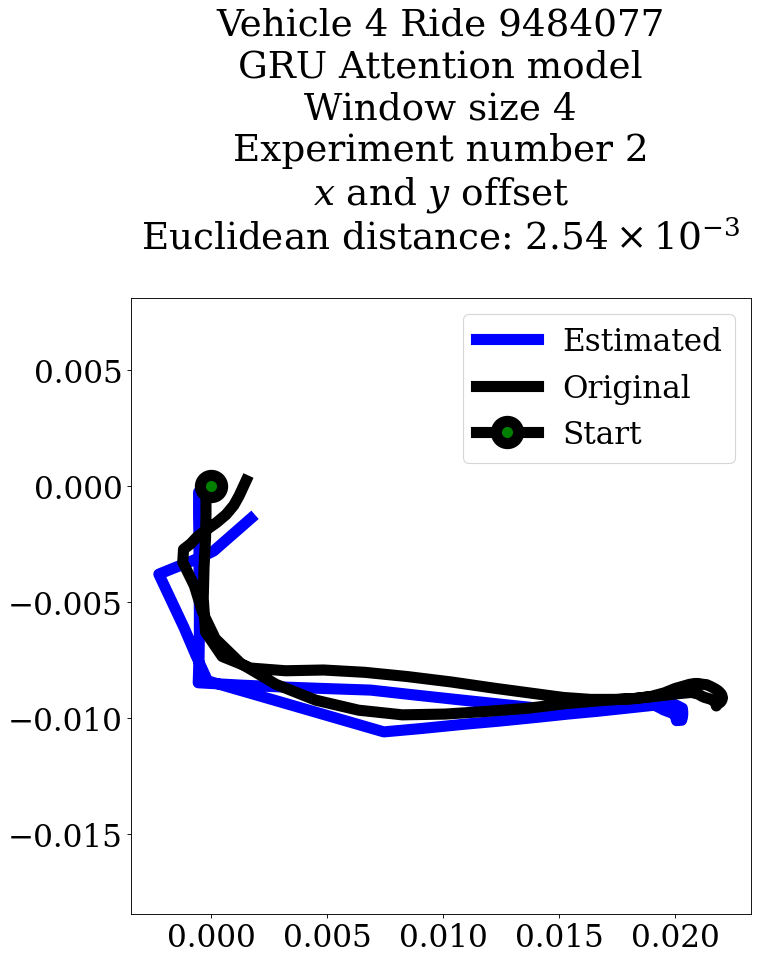 Vehicle 4 Ride 9484077
GRU Attention model
Window size 4
Experiment number 2
x and y offset
Euclidean distance: 2.54 × 10⁻³
Estimated
Original
Start
0.005
0.000
−0.005
−0.010
−0.015
0.000 0.005 0.010 0.015 0.020